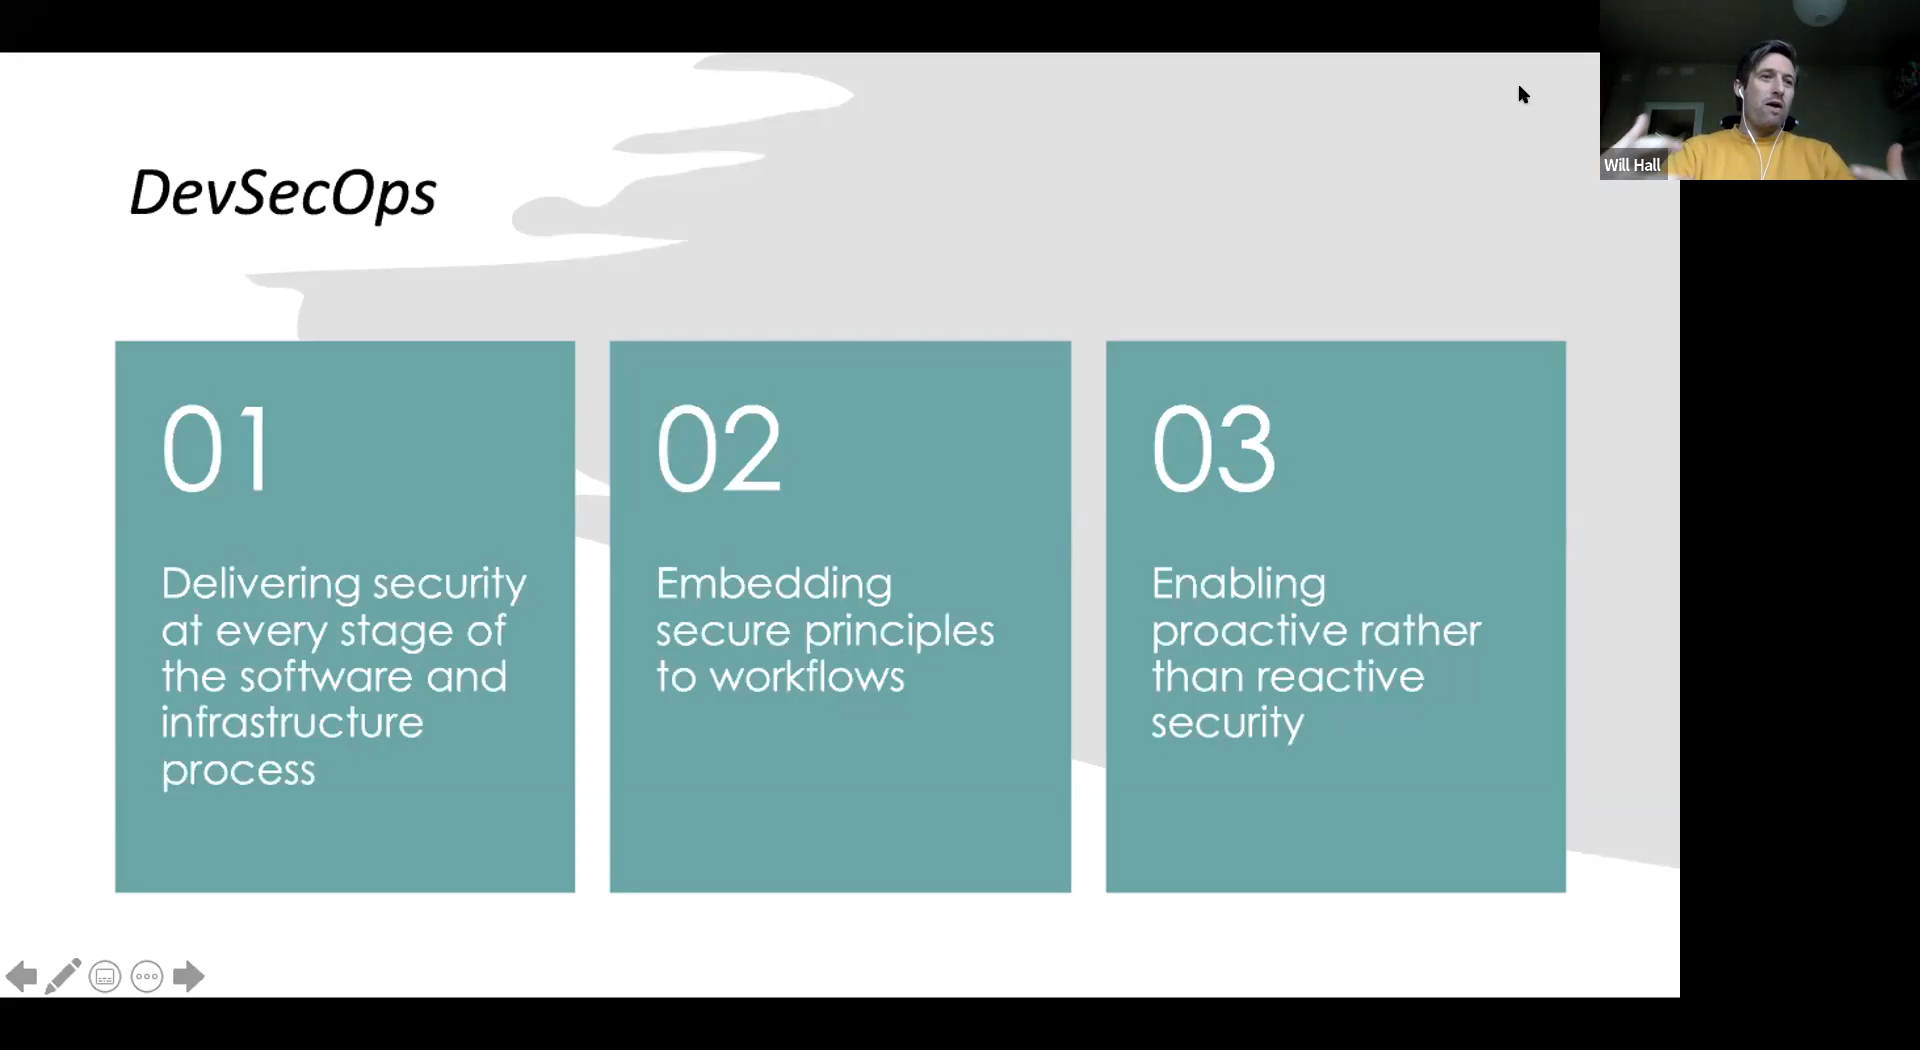 Will Hall
DevSecOps
01
Delivering security
at every stage of
the software and
infrastructure
process
02
Embedding
secure principles
to workflows
03
Enabling
proactive rather
than reactive
security